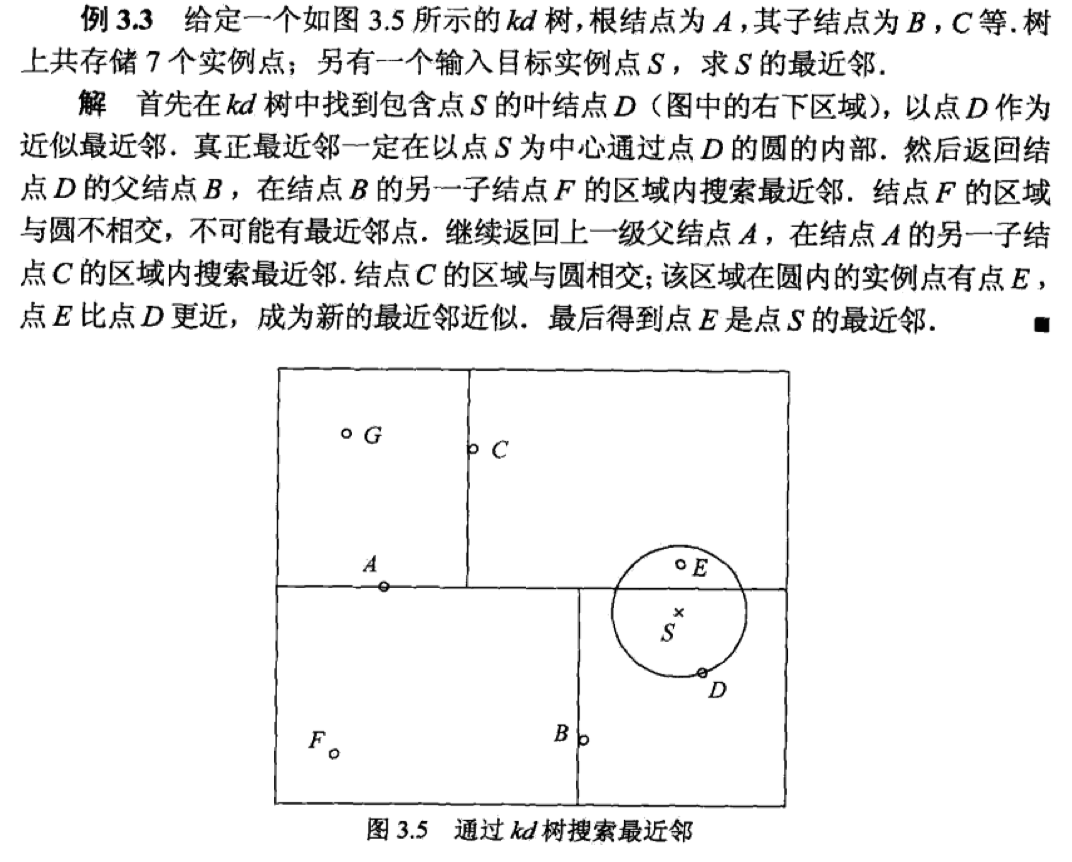 例 3.3 给定一个如图 3.5 所示的 kd 树,根结点为 A,其子结点为 B,C 等.树
上共存储 7 个实例点；另有一个输入目标实例点 S，求 S 的最近邻．
解 首先在 kd 树中找到包含点 S 的叶结点 D（图中的右下区域），以点 D 作为
近似最近邻．真正最近邻一定在以点 S 为中心通过点 D 的圆的内部．然后返回结
点 D 的父结点 B，在结点 B 的另一子结点 F 的区域内搜索最近邻．结点 F 的区域
与圆不相交，不可能有最近邻点．继续返回上一级父结点 A，在结点 A 的另一子结
点 C 的区域内搜索最近邻.结点 C 的区域与圆相交;该区域在圆内的实例点有点 E，
点 E 比点 D 更近，成为新的最近邻近似．最后得到点 E 是点 S 的最近邻．■
G
C
A
E
S
D
F
B
图 3.5 通过 kd 树搜索最近邻